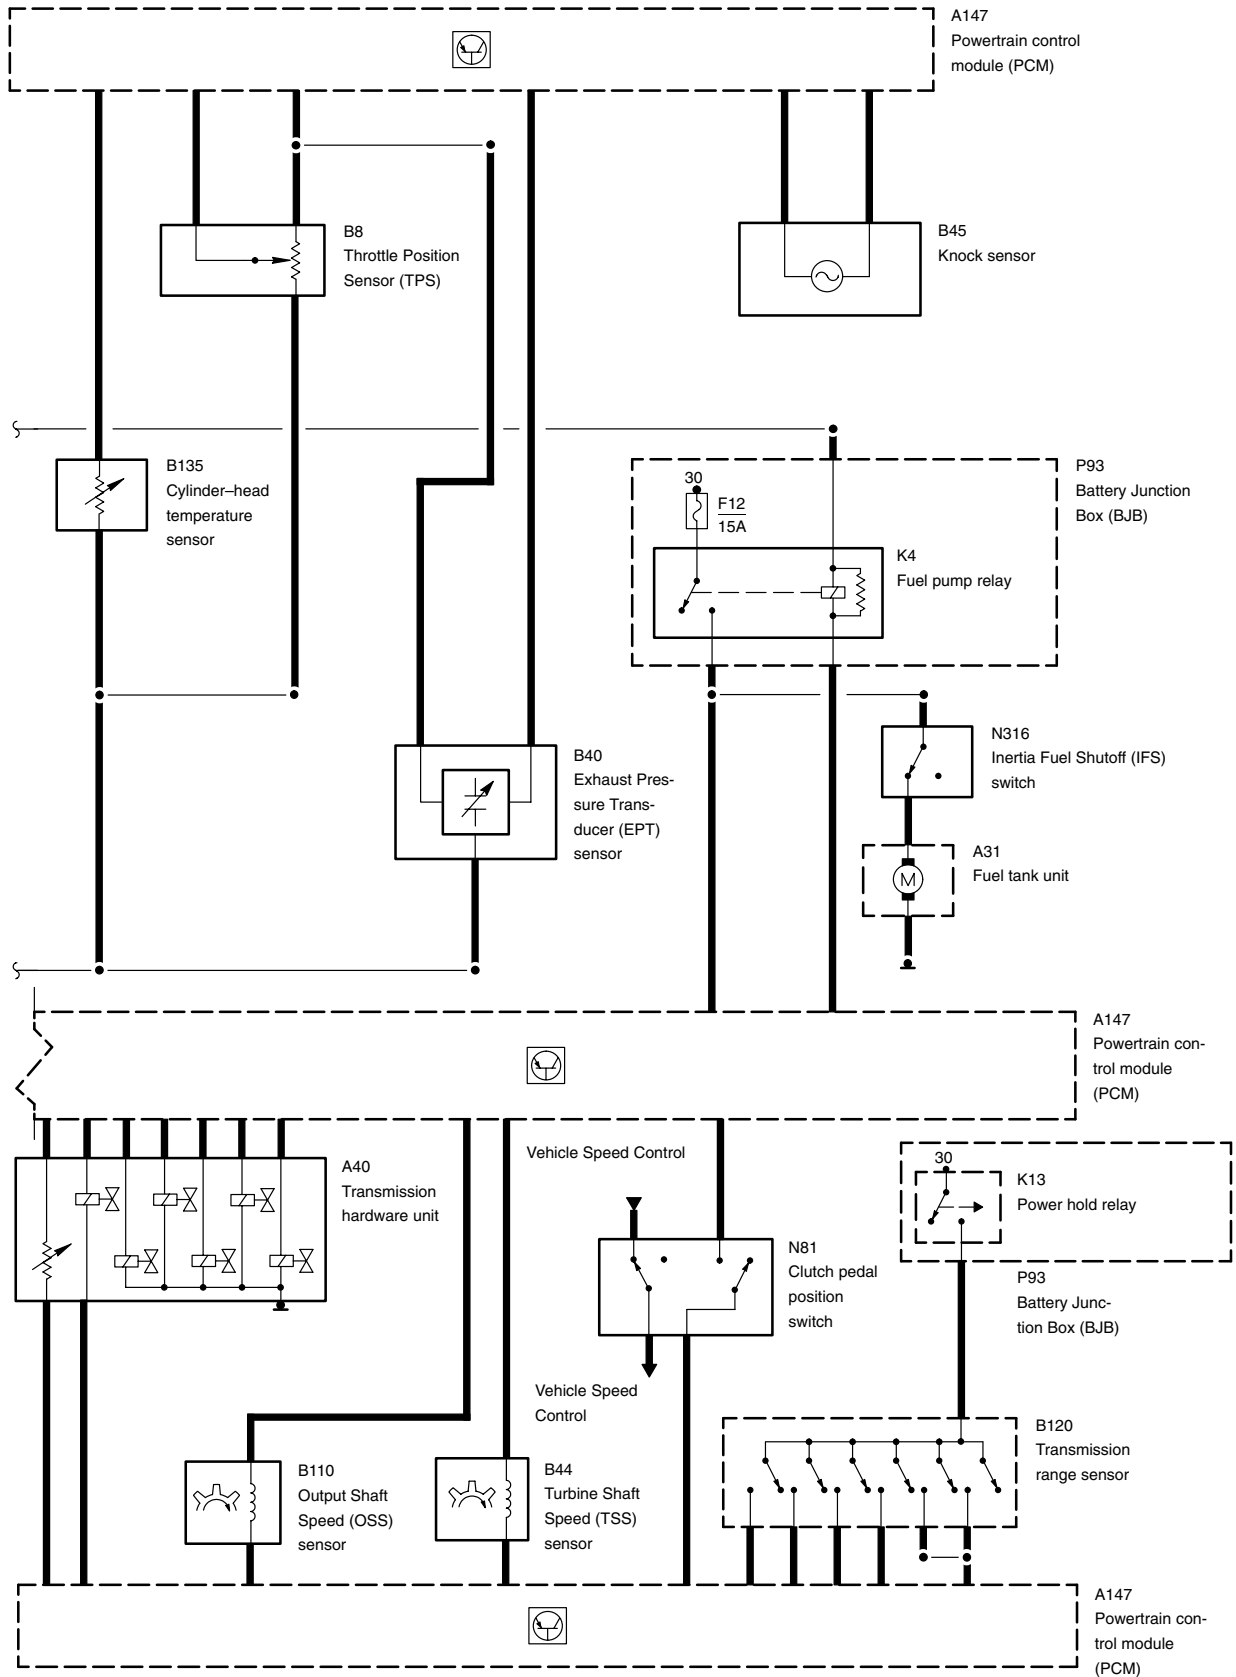 A147
Powertrain control
module (PCM)
B8
Throttle Position
Sensor (TPS)
B45
Knock sensor
B135
Cylinder–head
temperature
sensor
30
F12
15A
P93
Battery Junction
Box (BJB)
K4
Fuel pump relay
N316
Inertia Fuel Shutoff (IFS)
switch
B40
Exhaust Pres-
sure Trans-
ducer (EPT)
sensor
A31
Fuel tank unit
M
A147
Powertrain con-
trol module
(PCM)
Vehicle Speed Control
A40
Transmission
hardware unit
30
K13
Power hold relay
N81
Clutch pedal
position
switch
P93
Battery Junc-
tion Box (BJB)
Vehicle Speed
Control
B120
Transmission
range sensor
B110
Output Shaft
Speed (OSS)
sensor
B44
Turbine Shaft
Speed (TSS)
sensor
A147
Powertrain con-
trol module
(PCM)